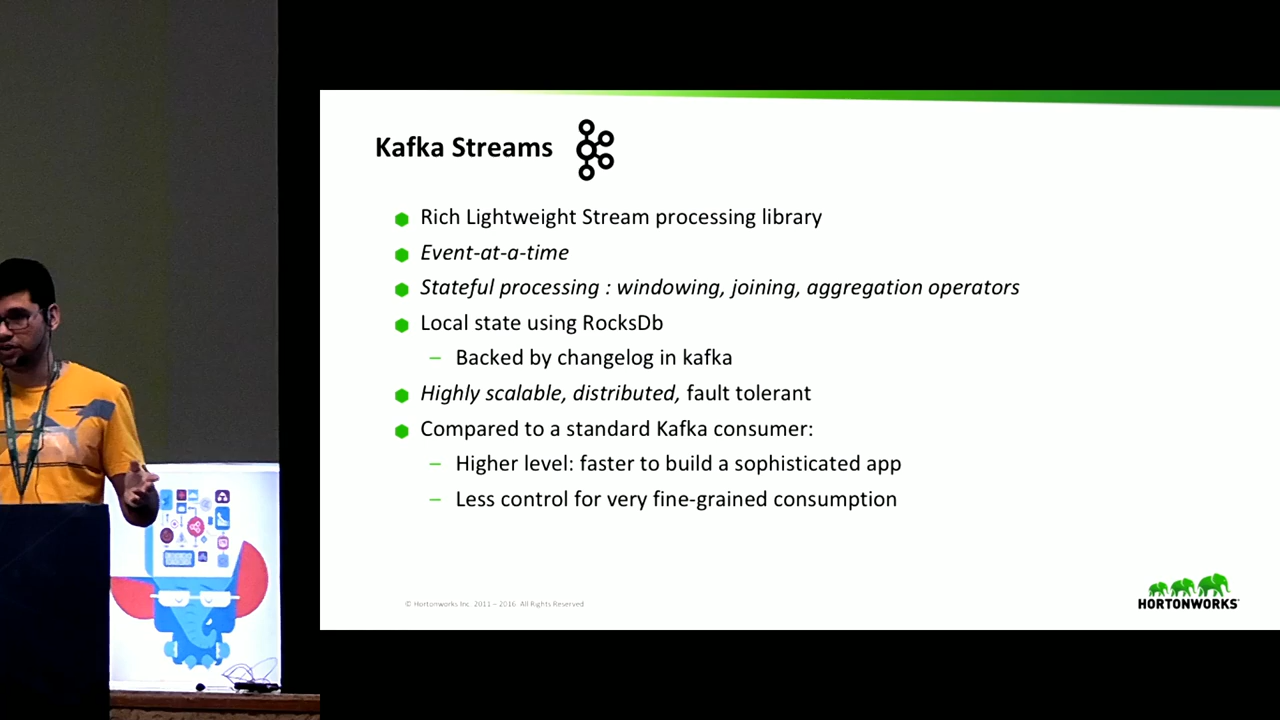 Kafka Streams
Rich Lightweight Stream processing library
Event-at-a-time
Stateful processing : windowing, joining, aggregation operators
Local state using RocksDb
– Backed by changelog in kafka
Highly scalable, distributed, fault tolerant
Compared to a standard Kafka consumer:
– Higher level: faster to build a sophisticated app
– Less control for very fine-grained consumption
© Hortonworks Inc. 2011 – 2016. All Rights Reserved
HORTONWORKS